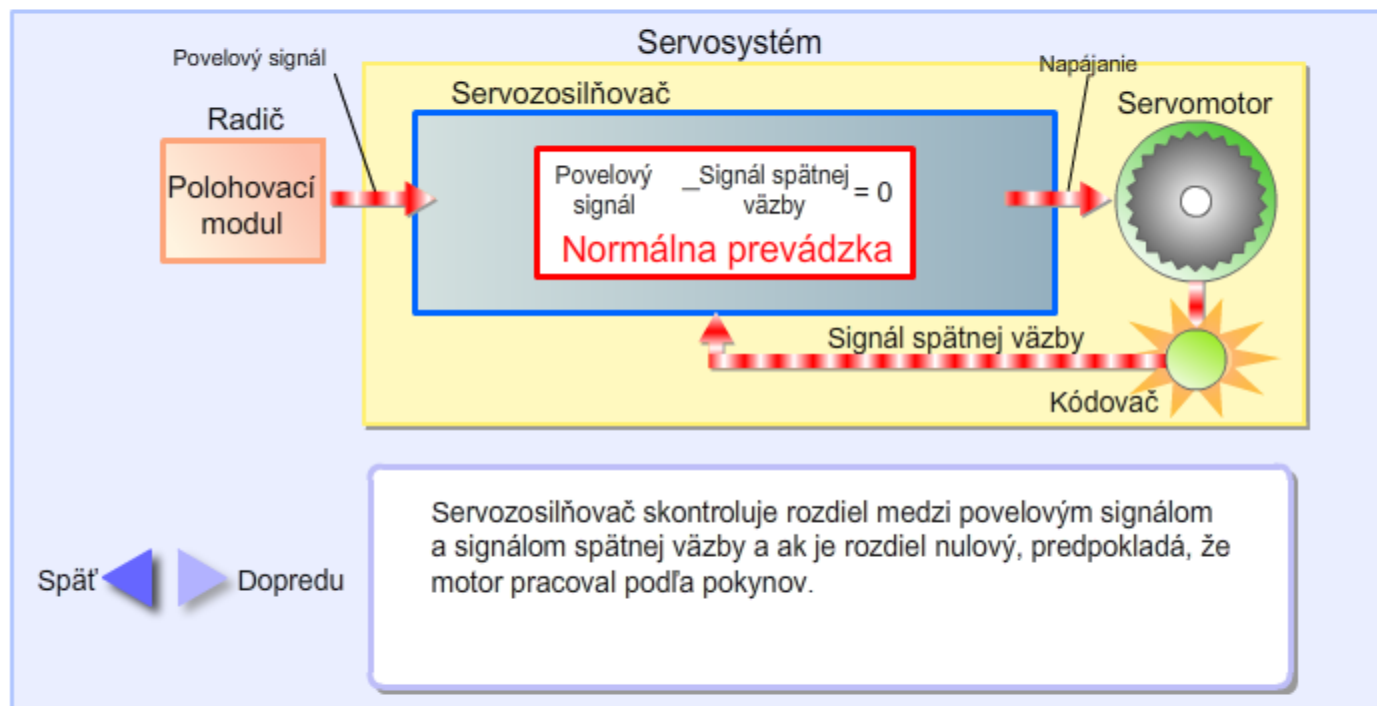 Servosystém
Povelový signál
Napájanie
Servozosilňovač
Servomotor
Radič
Polohovací
modul
Povelový
signál
_Signál spätnej
väzby
= 0
Normálna prevádzka
Signál spätnej väzby
Kódovač
Servozosilňovač skontroluje rozdiel medzi povelovým signálom
a signálom spätnej väzby a ak je rozdiel nulový, predpokladá, že
motor pracoval podľa pokynov.
Späť
Dopredu